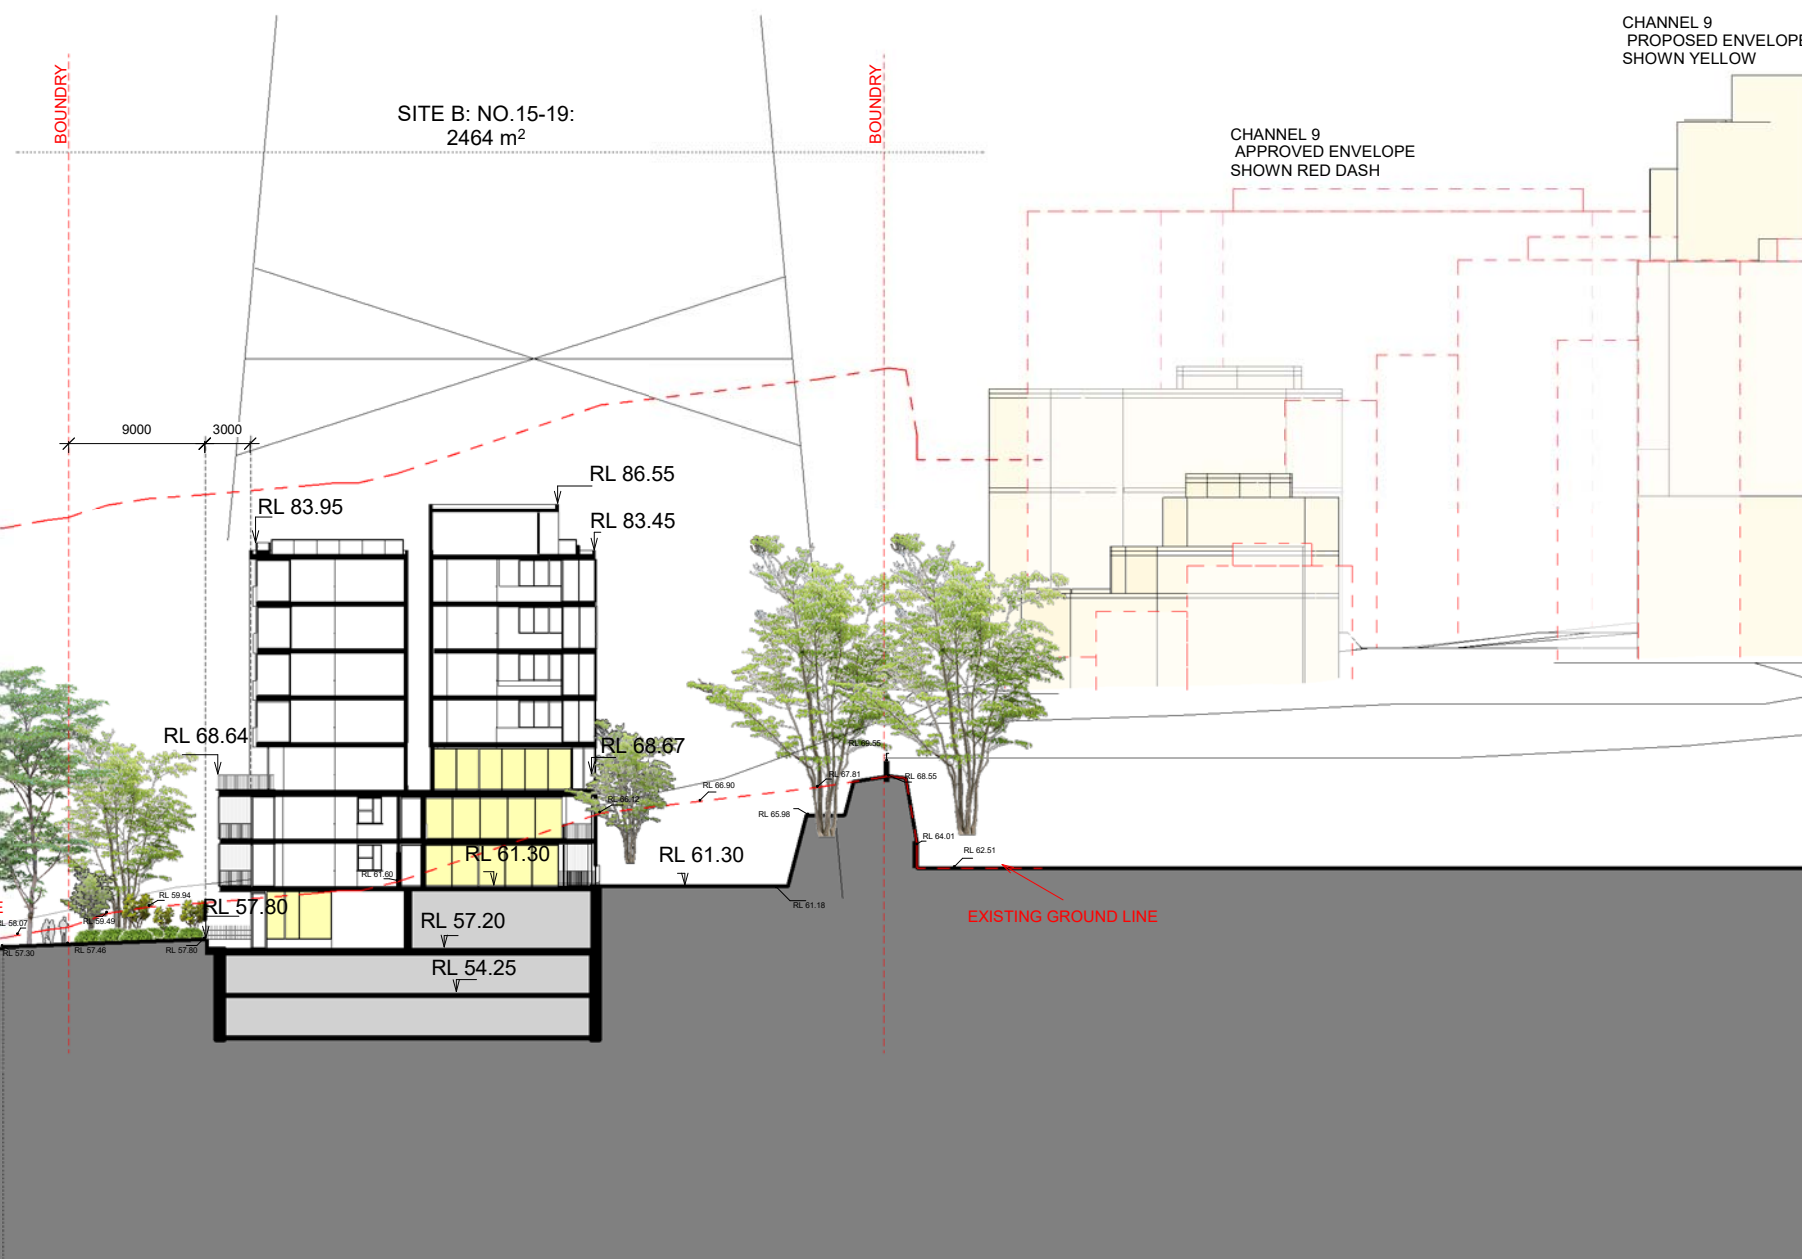 CHANNEL 9
PROPOSED ENVELOPE
SHOWN YELLOW
BOUNDRY
SITE B: NO.15-19:
2464 m²
BOUNDRY
CHANNEL 9
APPROVED ENVELOPE
SHOWN RED DASH
9000
3000
RL 86.55
RL 83.95
RL 83.45
RL 68.64
RL 68.67
RL 69.55
RL 67.81
RL 68.55
RL 66.90
RL 66.12
RL 65.98
RL 64.01
RL 62.51
RL 61.30
RL 61.30
RL 61.60
RL 61.18
RL 59.94
RL 57.80
E
RL 59.49
RL 58.07
RL 57.20
EXISTING GROUND LINE
RL 57.30
RL 57.46
RL 57.80
RL 54.25